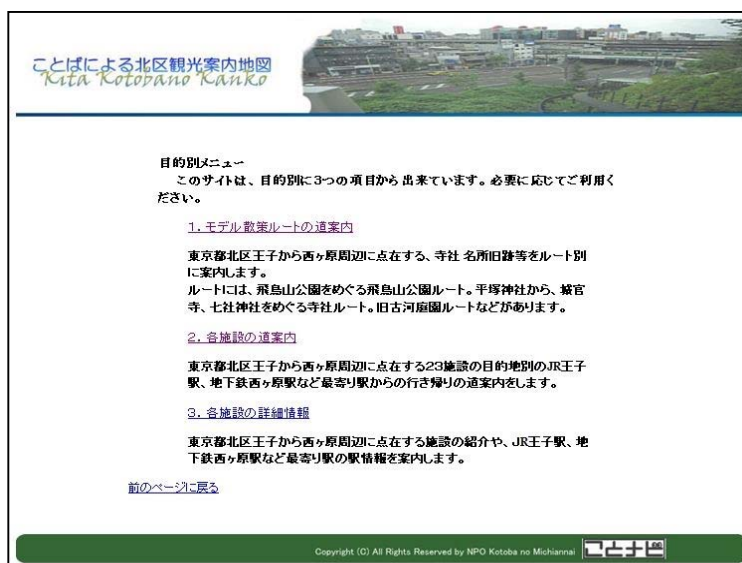 ことばによる北区観光案内地図
Kita Kotobano Kanko
目的別メニュー
このサイトは、目的別に3つの項目から出来ています。必要に応じてご利用く
ださい。
1. モデル散策ルートの道案内
東京都北区王子から西ヶ原周辺に点在する、寺社 名所旧跡等をルート別
に案内します。
ルートには、飛鳥山公園をめぐる飛鳥山公園ルート。平塚神社から、城官
寺、七社神社をめぐる寺社ルート。旧古河庭園ルートなどがあります。
2. 各施設の道案内
東京都北区王子から西ヶ原周辺に点在する23施設の目的地別のJR王子
駅、地下鉄西ヶ原駅など最寄り駅からの行き帰りの道案内をします。
3. 各施設の詳細情報
東京都北区王子から西ヶ原周辺に点在する施設の紹介や、JR王子駅、地
下鉄西ヶ原駅など最寄り駅の駅情報を案内します。
前のページに戻る
Copyright (C) All Rights Reserved by NPO Kotoba no Michiannai ことナビ